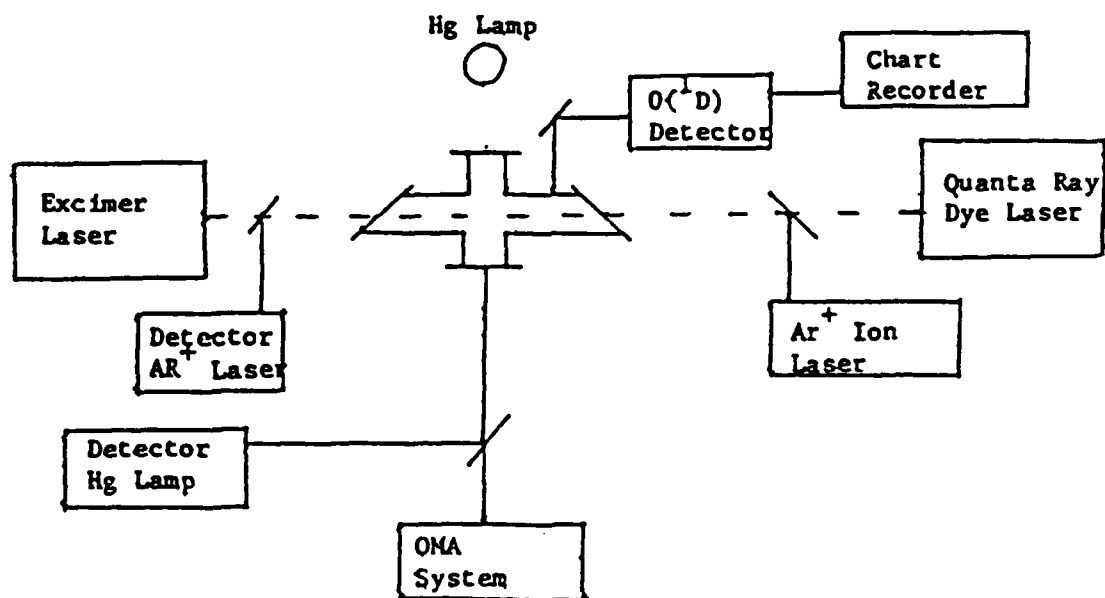 Hg Lamp
Chart
Recorder
O(¹D)
Detector
Excimer
Laser
Quanta Ray
Dye Laser
Detector
AR⁺ Laser
Ar⁺ Ion
Laser
Detector
Hg Lamp
OMA
System